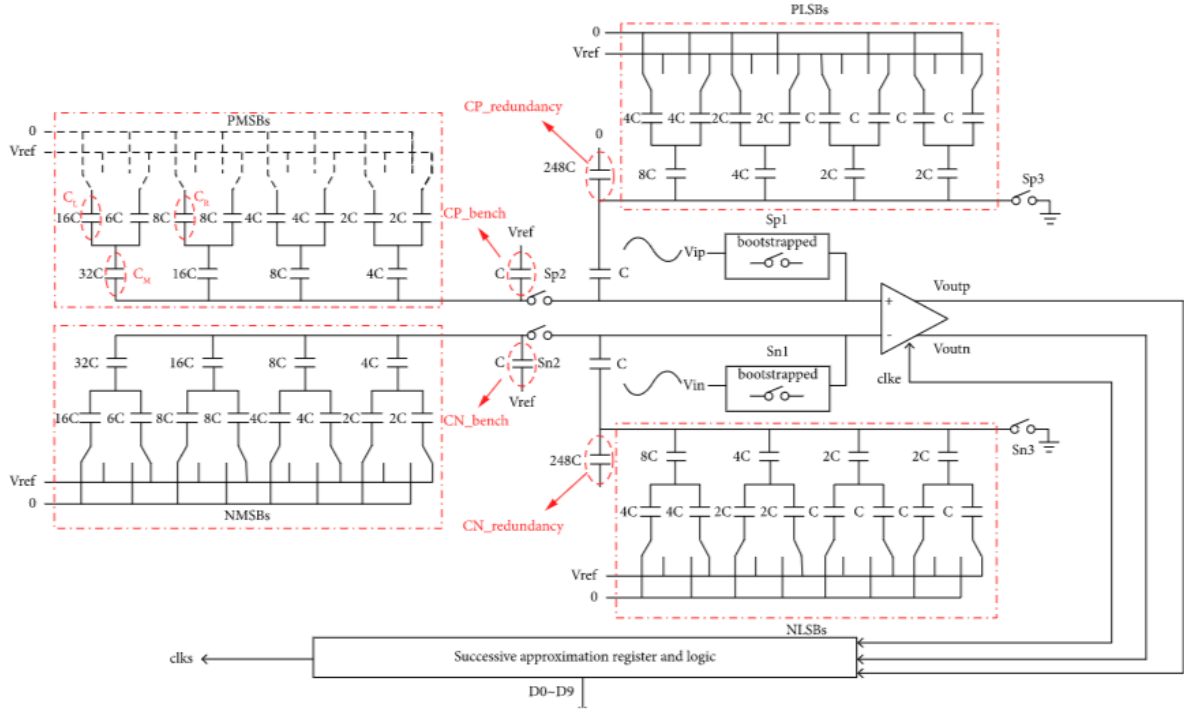 PLSBs
0
Vref
4C 4C 2C 2C C C C C
8C 4C 2C 2C
CP_redundancy
0
248C
Sp3
PMSBs
0
Vref
C_L C_R
16C 6C 8C 8C 4C 4C 2C 2C
C_M
32C 16C 8C 4C
CP_bench
Vref
C
Sp2
C
Sp1
Vip
bootstrapped
+
-
Voutp
Voutn
clke
32C 16C 8C 4C
16C 6C 8C 8C 4C 4C 2C 2C
Vref
0
NMSBs
C
Sn2
Vref
CN_bench
C
Sn1
Vin
bootstrapped
248C
CN_redundancy
Sn3
8C 4C 2C 2C
4C 4C 2C 2C C C C C
Vref
0
NLSBs
clks
Successive approximation register and logic
D0~D9